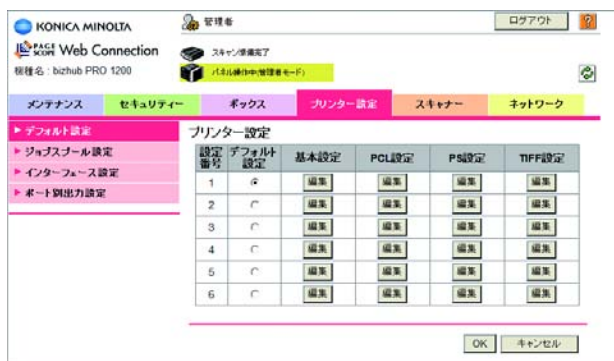 KONICA MINOLTA
管理者
ログアウト
?
PAGE SCOPE Web Connection
スキャン準備完了
機種名 : bizhub PRO 1200
パネル操作中(管理者モード)
メンテナンス セキュリティー ボックス プリンター設定 スキャナー ネットワーク
デフォルト設定
ジョブスプール設定
インターフェース設定
ポート別出力設定
プリンター設定
設定番号 デフォルト設定 基本設定 PCL設定 PS設定 TIFF設定
1 編集 編集 編集 編集
2 編集 編集 編集 編集
3 編集 編集 編集 編集
4 編集 編集 編集 編集
5 編集 編集 編集 編集
6 編集 編集 編集 編集
OK キャンセル